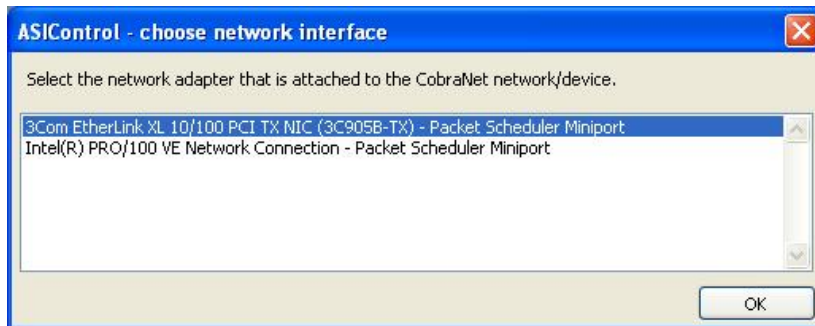 ASIControl - choose network interface
Select the network adapter that is attached to the CobraNet network/device.
3Com EtherLink XL 10/100 PCI TX NIC (3C905B-TX) - Packet Scheduler Miniport
Intel(R) PRO/100 VE Network Connection - Packet Scheduler Miniport
OK